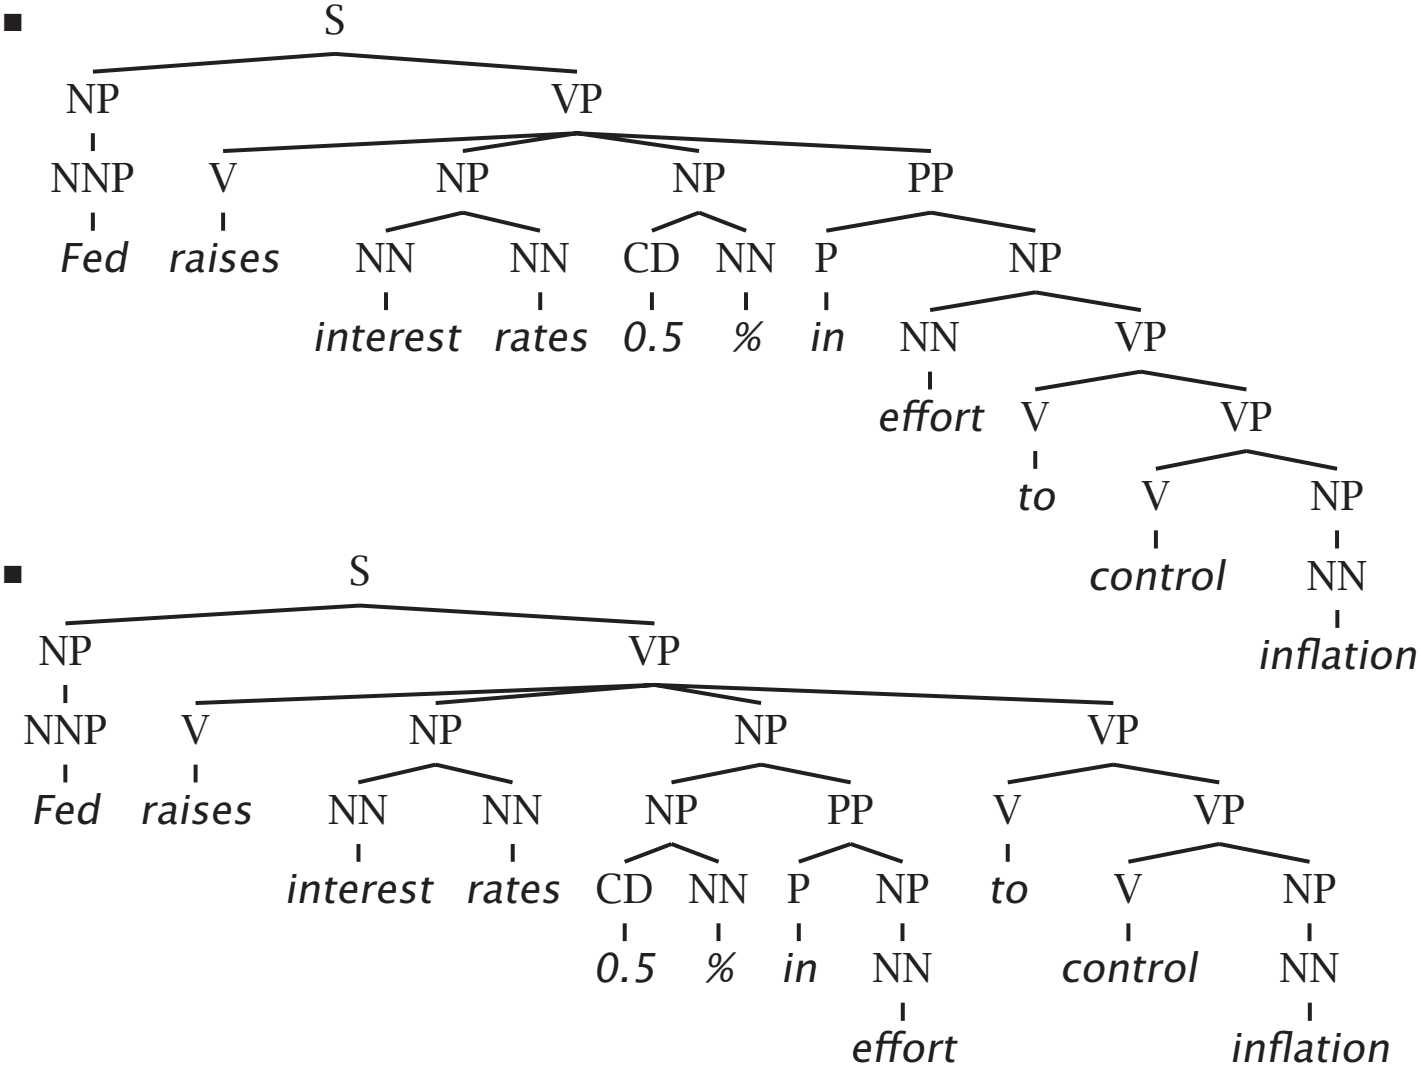 S
NP VP
NNP V NP NP PP
Fed raises NN NN CD NN P NP
interest rates 0.5 % in NN VP
effort V VP
to V NP
control NN
inflation
S
NP VP
NNP V NP NP VP
Fed raises NN NN NP PP V VP
interest rates CD NN P NP to V NP
0.5 % in NN control NN
effort inflation